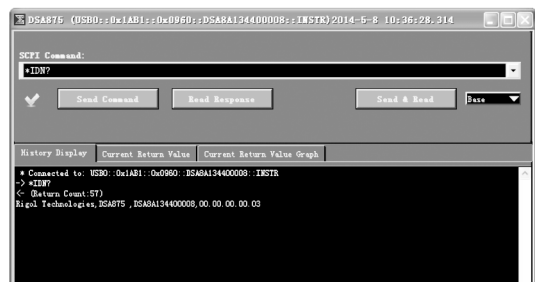 DSA875 (USB0::0x1AB1::0x0960::DSA8A134400008::INSTR)2014-5-8 10:36:28.314
SCPI Command:
*IDN?
Send Command
Read Response
Send & Read
Base
History Display
Current Return Value
Current Return Value Graph
* Connected to: USB0::0x1AB1::0x0960::DSA8A134400008::INSTR
-> *IDN?
<- (Return Count:57)
Rigol Technologies,DSA875 ,DSA8A134400008,00.00.00.00.03